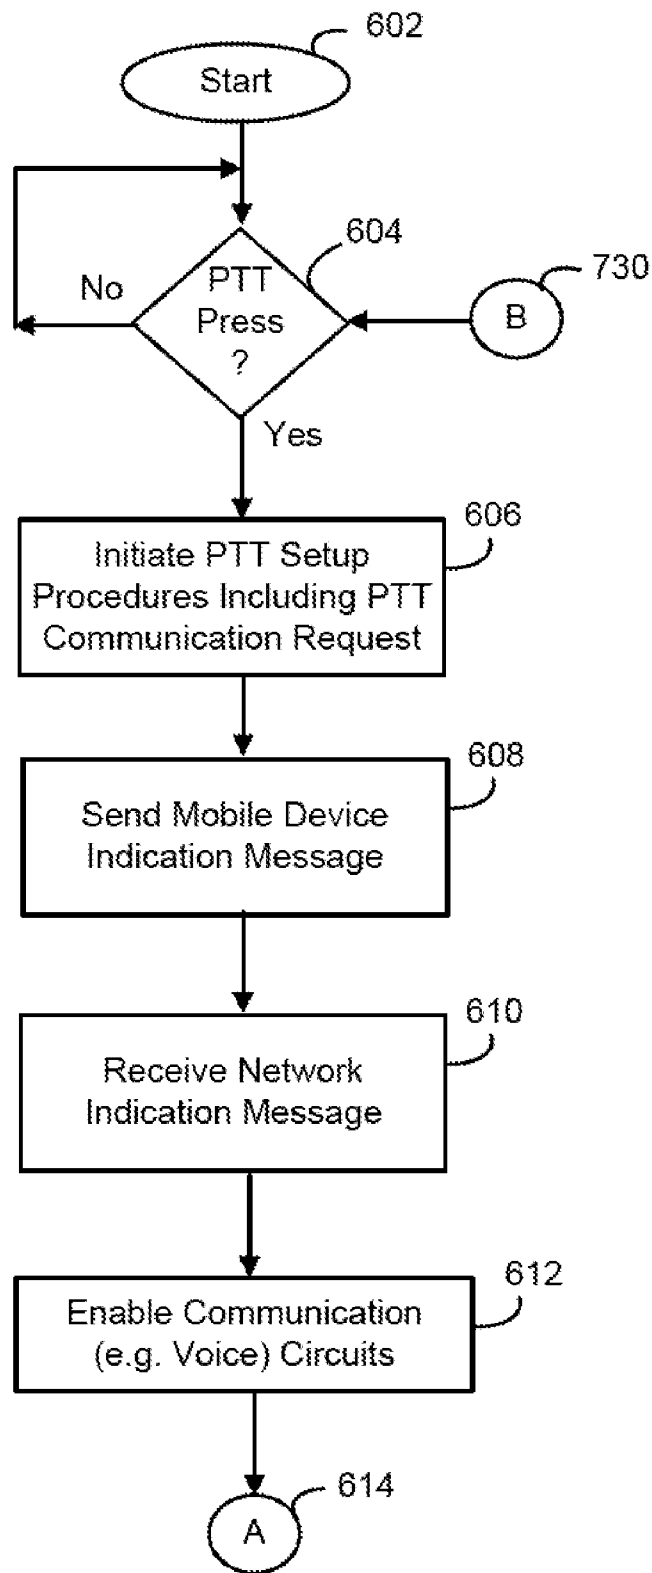 602
Start
604
No
PTT
Press
?
730
B
Yes
606
Initiate PTT Setup
Procedures Including PTT
Communication Request
608
Send Mobile Device
Indication Message
610
Receive Network
Indication Message
612
Enable Communication
(e.g. Voice) Circuits
614
A